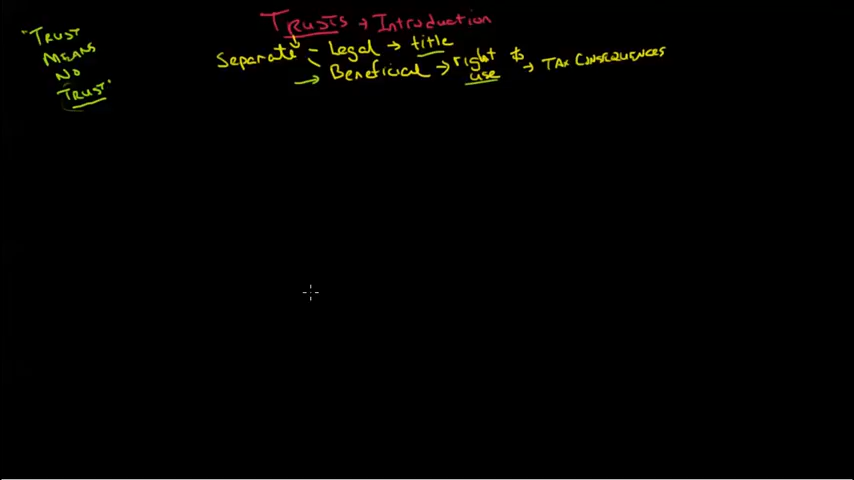 "TRUST
MEANS
NO
TRUST"
TRUSTS → Introduction
Separate - Legal → title
→ Beneficial → right $ → TAX CONSEQUENCES
use